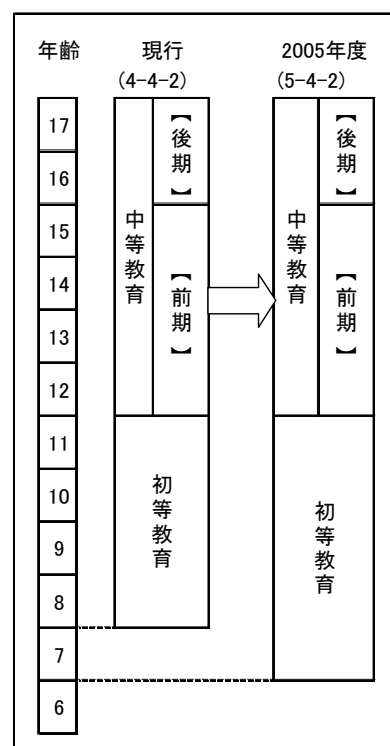 年齢 現行 2005年度
(4-4-2) (5-4-2)
17
16
15
14
13
12
11
10
9
8
7
6
中等教育
【後期】
【前期】
初等教育
中等教育
【後期】
【前期】
初等教育